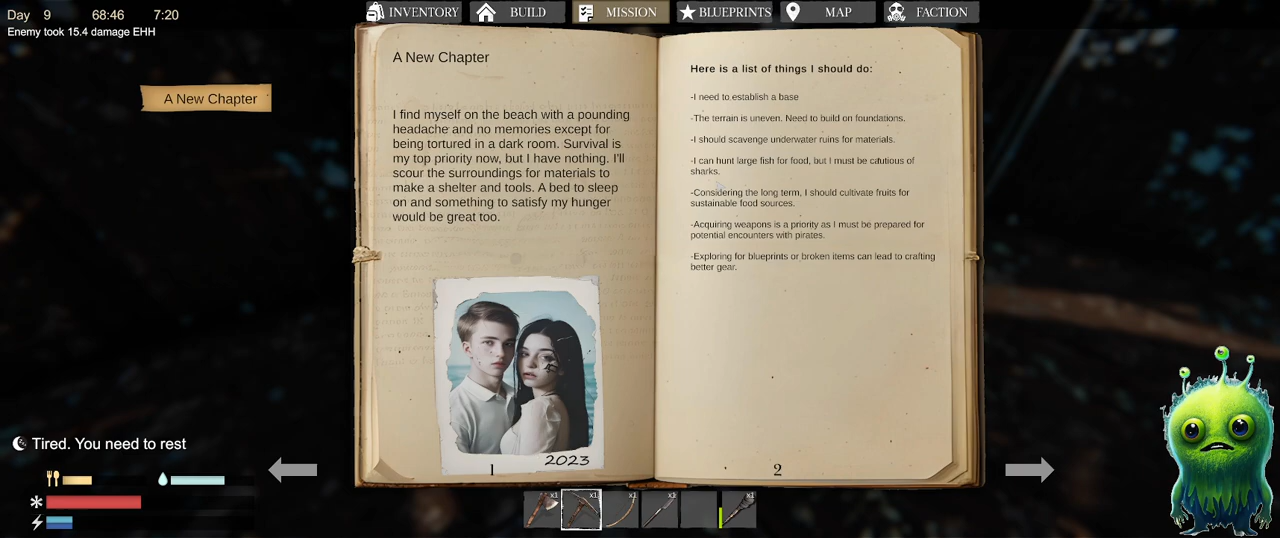 Day 9 68:46 7:20
Enemy took 15.4 damage EHH
INVENTORY
BUILD
MISSION
BLUEPRINTS
MAP
FACTION
A New Chapter
A New Chapter
I find myself on the beach with a pounding
headache and no memories except for
being tortured in a dark room. Survival is
my top priority now, but I have nothing. I'll
scour the surroundings for materials to
make a shelter and tools. A bed to sleep
on and something to satisfy my hunger
would be great too.
2023
1
Here is a list of things I should do:
-I need to establish a base
-The terrain is uneven. Need to build on foundations.
-I should scavenge underwater ruins for materials.
-I can hunt large fish for food, but I must be cautious of
sharks.
-Considering the long term, I should cultivate fruits for
sustainable food sources.
-Acquiring weapons is a priority as I must be prepared for
potential encounters with pirates.
-Exploring for blueprints or broken items can lead to crafting
better gear.
2
Tired. You need to rest
x1 x1 x1 x1 x1